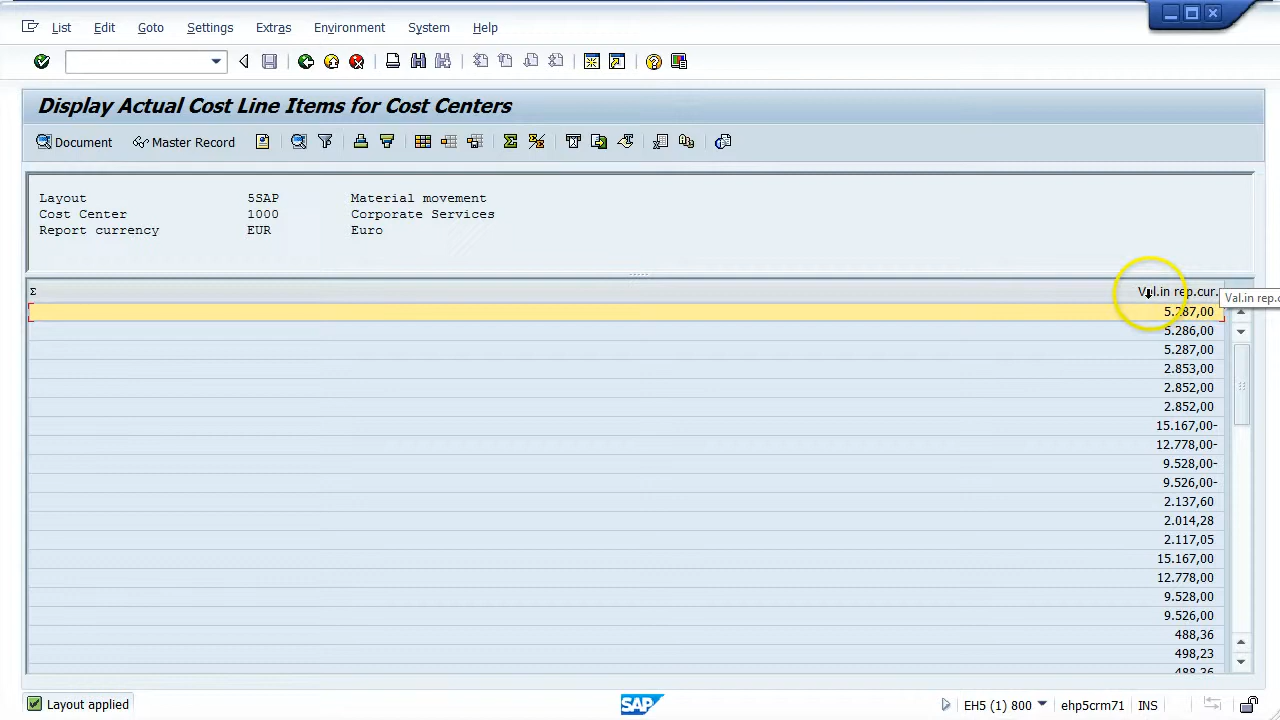 List Edit Goto Settings Extras Environment System Help
Display Actual Cost Line Items for Cost Centers
Document Master Record
Layout 5SAP Material movement
Cost Center 1000 Corporate Services
Report currency EUR Euro
Σ Val.in rep.cur.
Val.in rep.c
5.287,00
5.286,00
5.287,00
2.853,00
2.852,00
2.852,00
15.167,00-
12.778,00-
9.528,00-
9.526,00-
2.137,60
2.014,28
2.117,05
15.167,00
12.778,00
9.528,00
9.526,00
488,36
498,23
488,36
Layout applied SAP EH5 (1) 800 ehp5crm71 INS